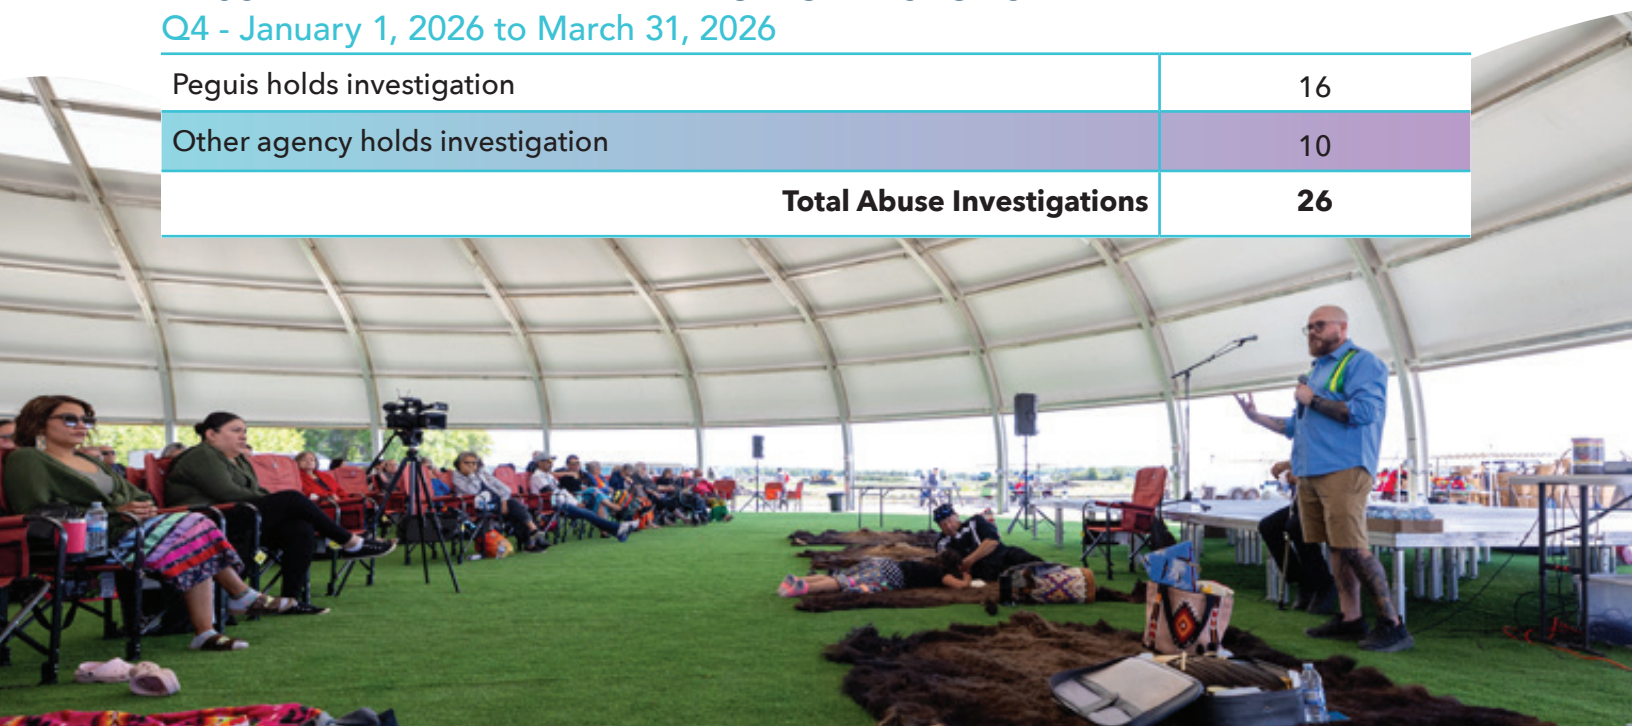 Q4 - January 1, 2026 to March 31, 2026
Peguis holds investigation 16
Other agency holds investigation 10
Total Abuse Investigations 26